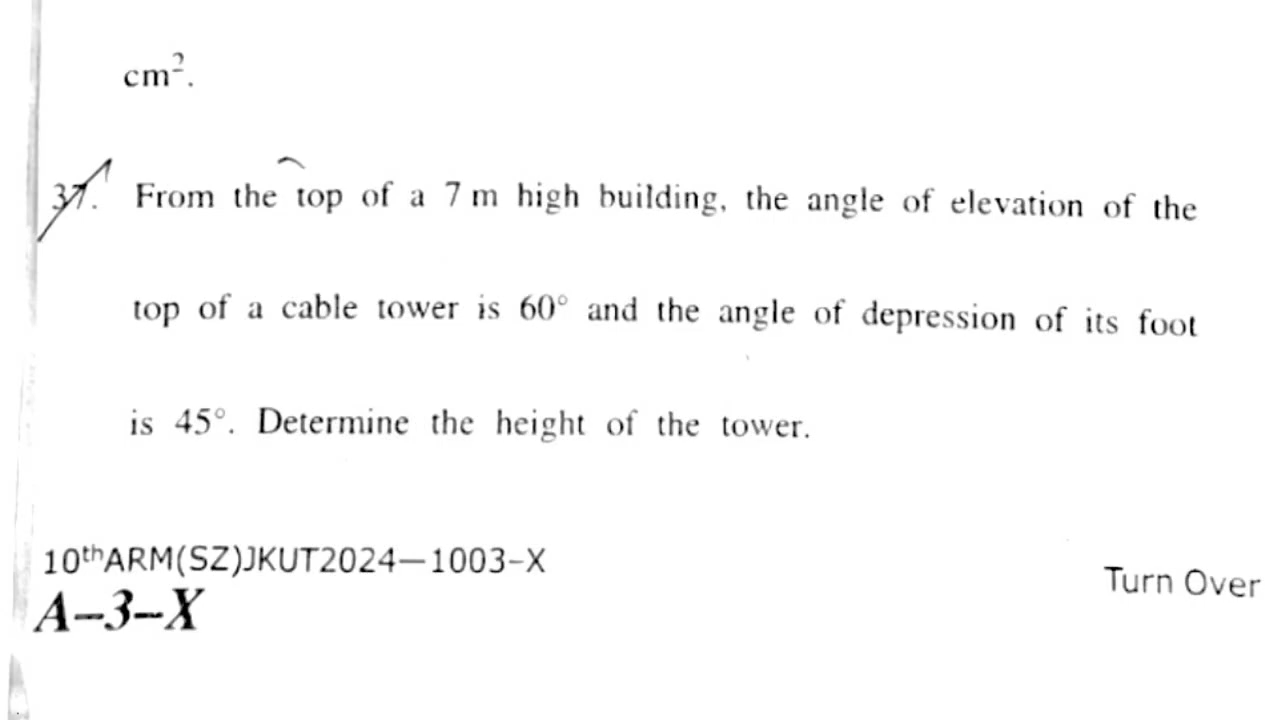 cm².
37. From the top of a 7 m high building, the angle of elevation of the
top of a cable tower is 60° and the angle of depression of its foot
is 45°. Determine the height of the tower.
10thARM(SZ)JKUT2024—1003-X
Turn Over
A–3–X